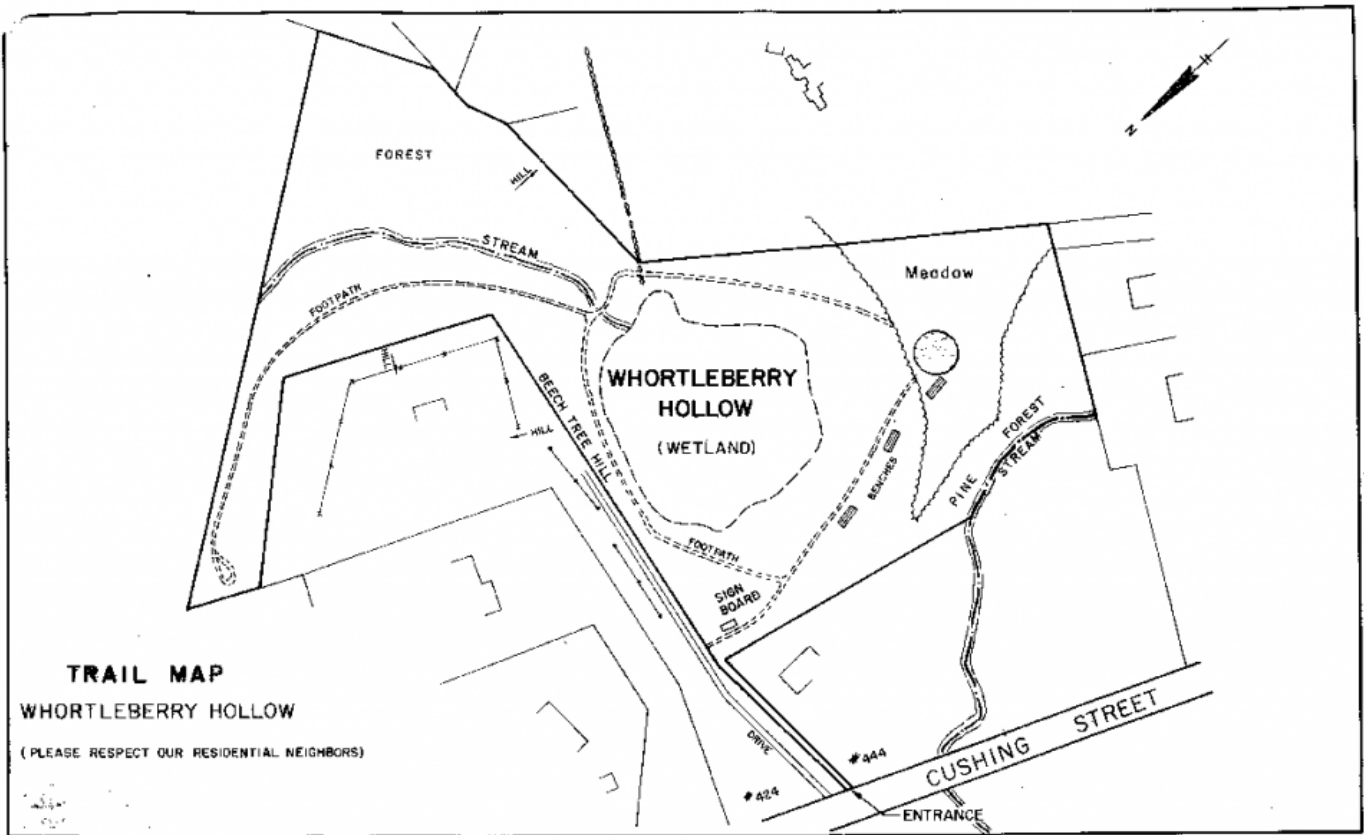 N
FOREST
HILL
STREAM
FOOTPATH
Meadow
HILL
WHORTLEBERRY
HOLLOW
(WETLAND)
BEECH TREE HILL
HILL
BENCHES
PINE FOREST
STREAM
FOOTPATH
SIGN
BOARD
TRAIL MAP
WHORTLEBERRY HOLLOW
(PLEASE RESPECT OUR RESIDENTIAL NEIGHBORS)
DRIVE
#444
#424
CUSHING STREET
ENTRANCE